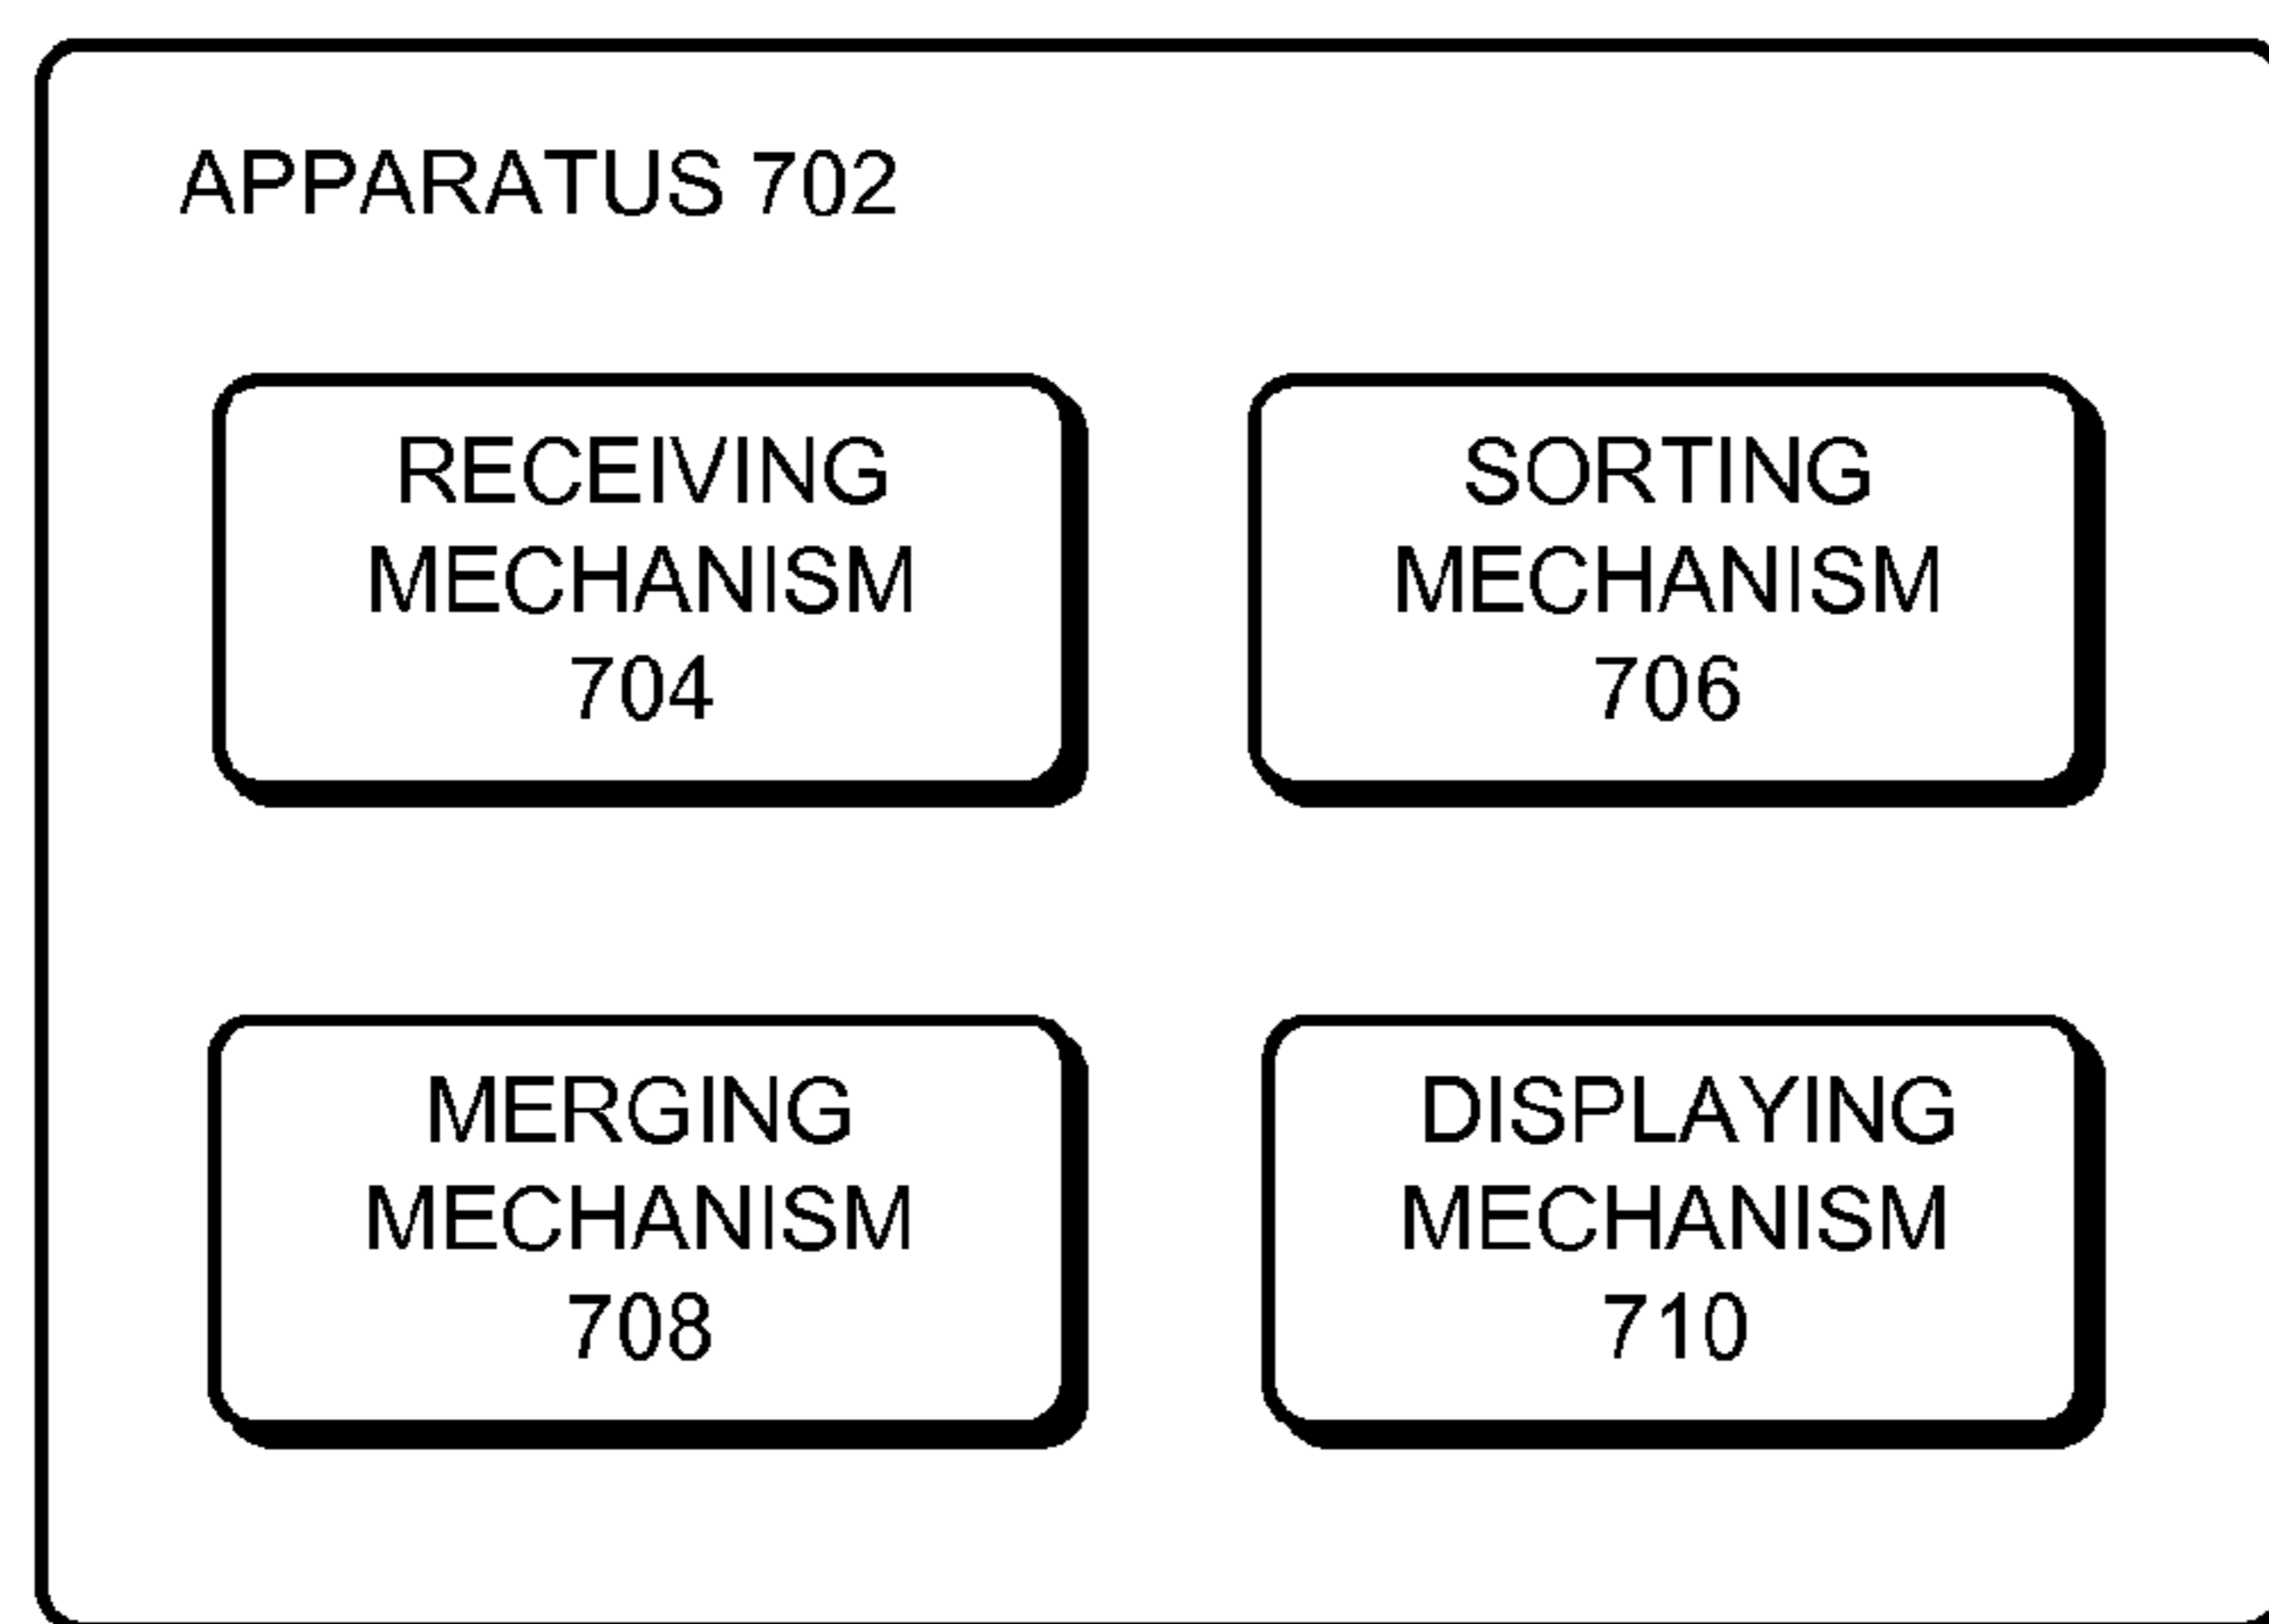 APPARATUS 702
RECEIVING
MECHANISM
704
SORTING
MECHANISM
706
MERGING
MECHANISM
708
DISPLAYING
MECHANISM
710